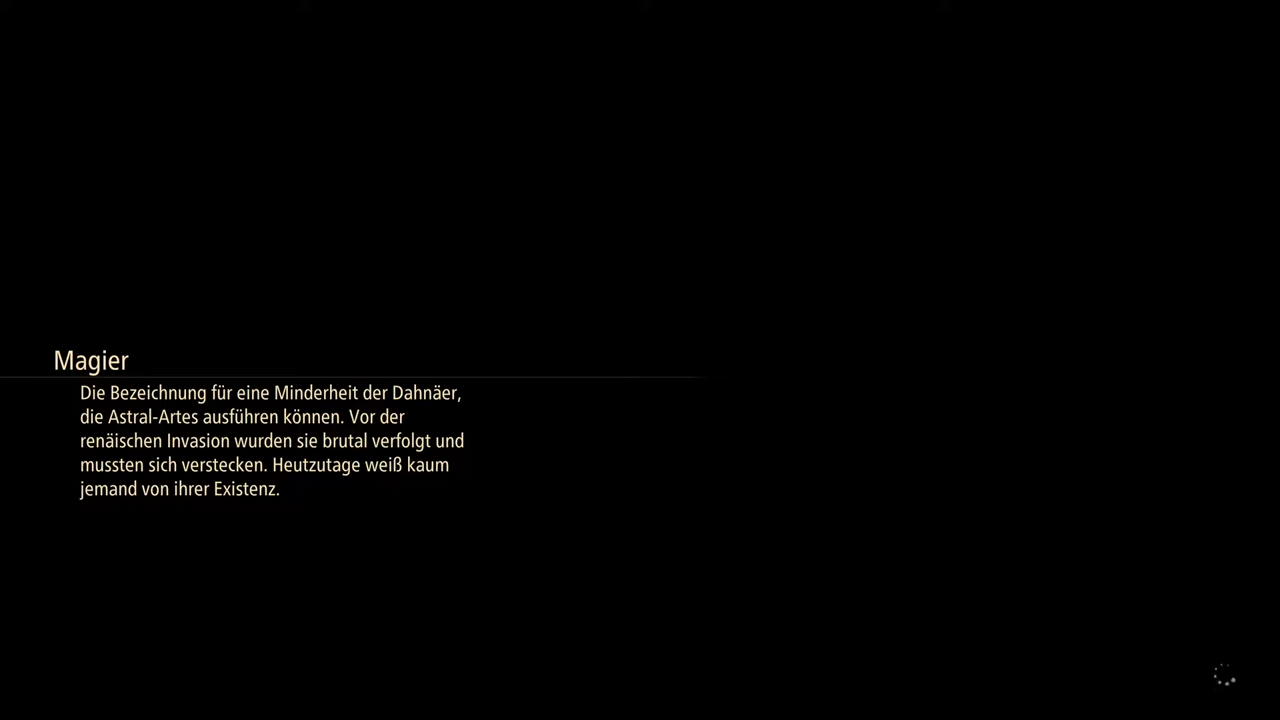 Magier
Die Bezeichnung für eine Minderheit der Dahnäer,
die Astral-Artes ausführen können. Vor der
renäischen Invasion wurden sie brutal verfolgt und
mussten sich verstecken. Heutzutage weiß kaum
jemand von ihrer Existenz.